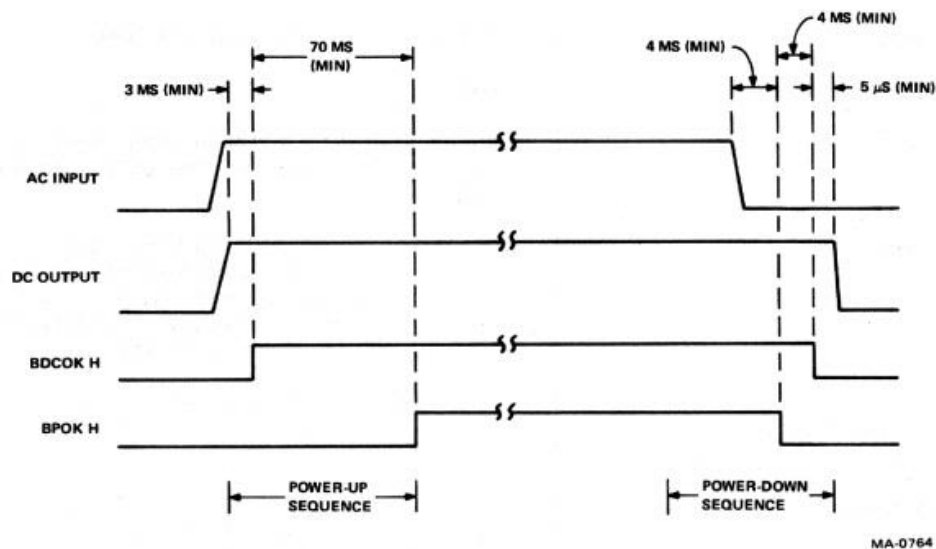 4 MS (MIN)
70 MS
(MIN)
4 MS (MIN)
3 MS (MIN)
5 μS (MIN)
AC INPUT
DC OUTPUT
BDCOK H
BPOK H
POWER-UP
SEQUENCE
POWER-DOWN
SEQUENCE
MA-0764